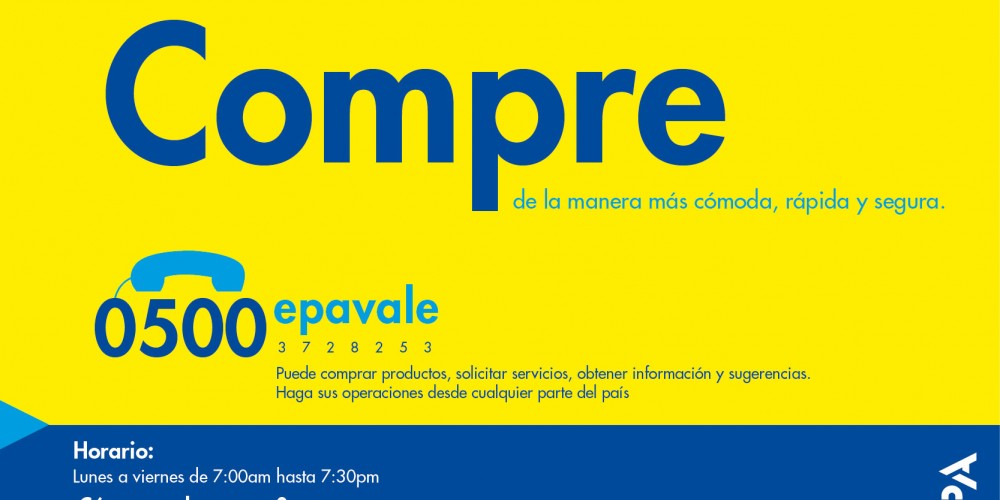 Compre
de la manera más cómoda, rápida y segura.
0500 epavale
3 7 2 8 2 5 3
Puede comprar productos, solicitar servicios, obtener información y sugerencias.
Haga sus operaciones desde cualquier parte del país
Horario:
Lunes a viernes de 7:00am hasta 7:30pm